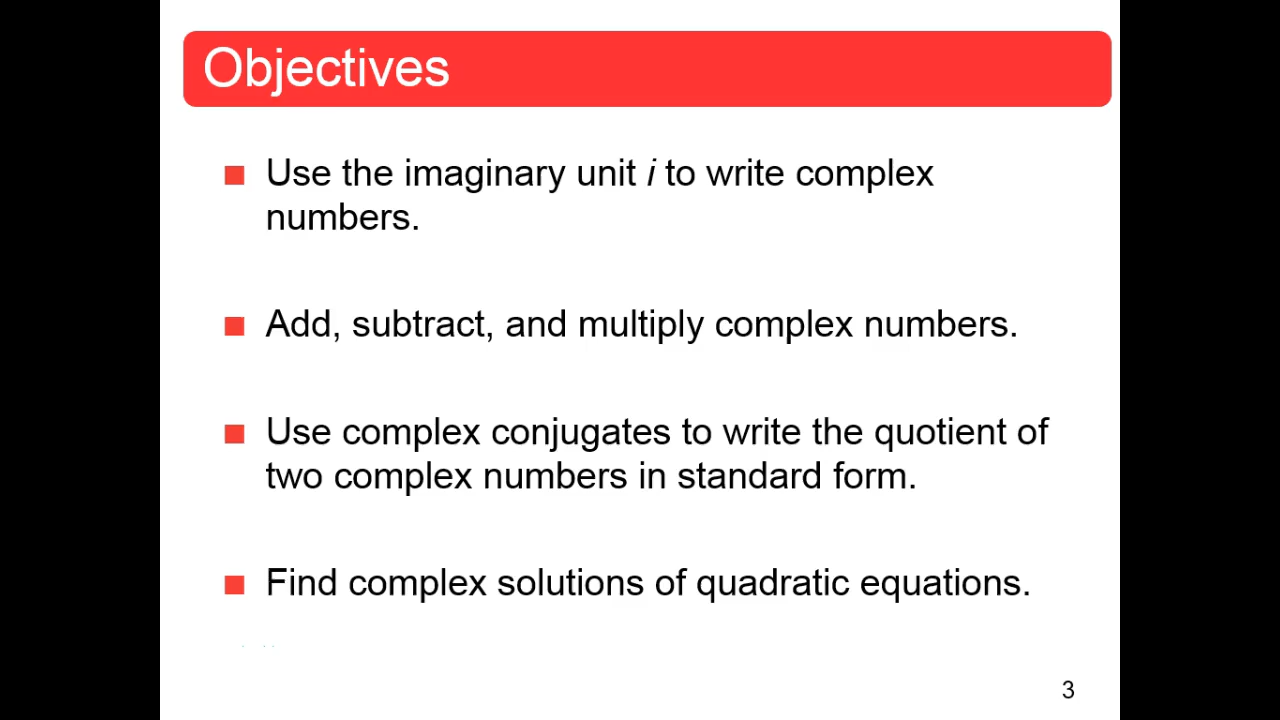 Objectives
Use the imaginary unit i to write complex
numbers.
Add, subtract, and multiply complex numbers.
Use complex conjugates to write the quotient of
two complex numbers in standard form.
Find complex solutions of quadratic equations.
3